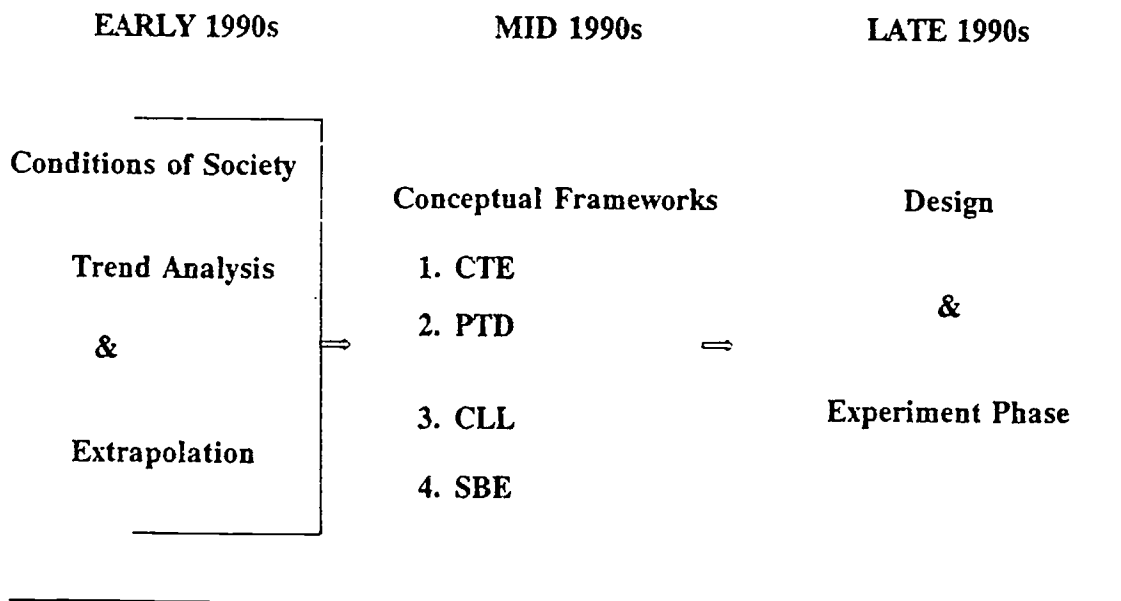 EARLY 1990s
MID 1990s
LATE 1990s
Conditions of Society
Trend Analysis
&
Extrapolation
⇒
Conceptual Frameworks
1. CTE
2. PTD
3. CLL
4. SBE
⇒
Design
&
Experiment Phase